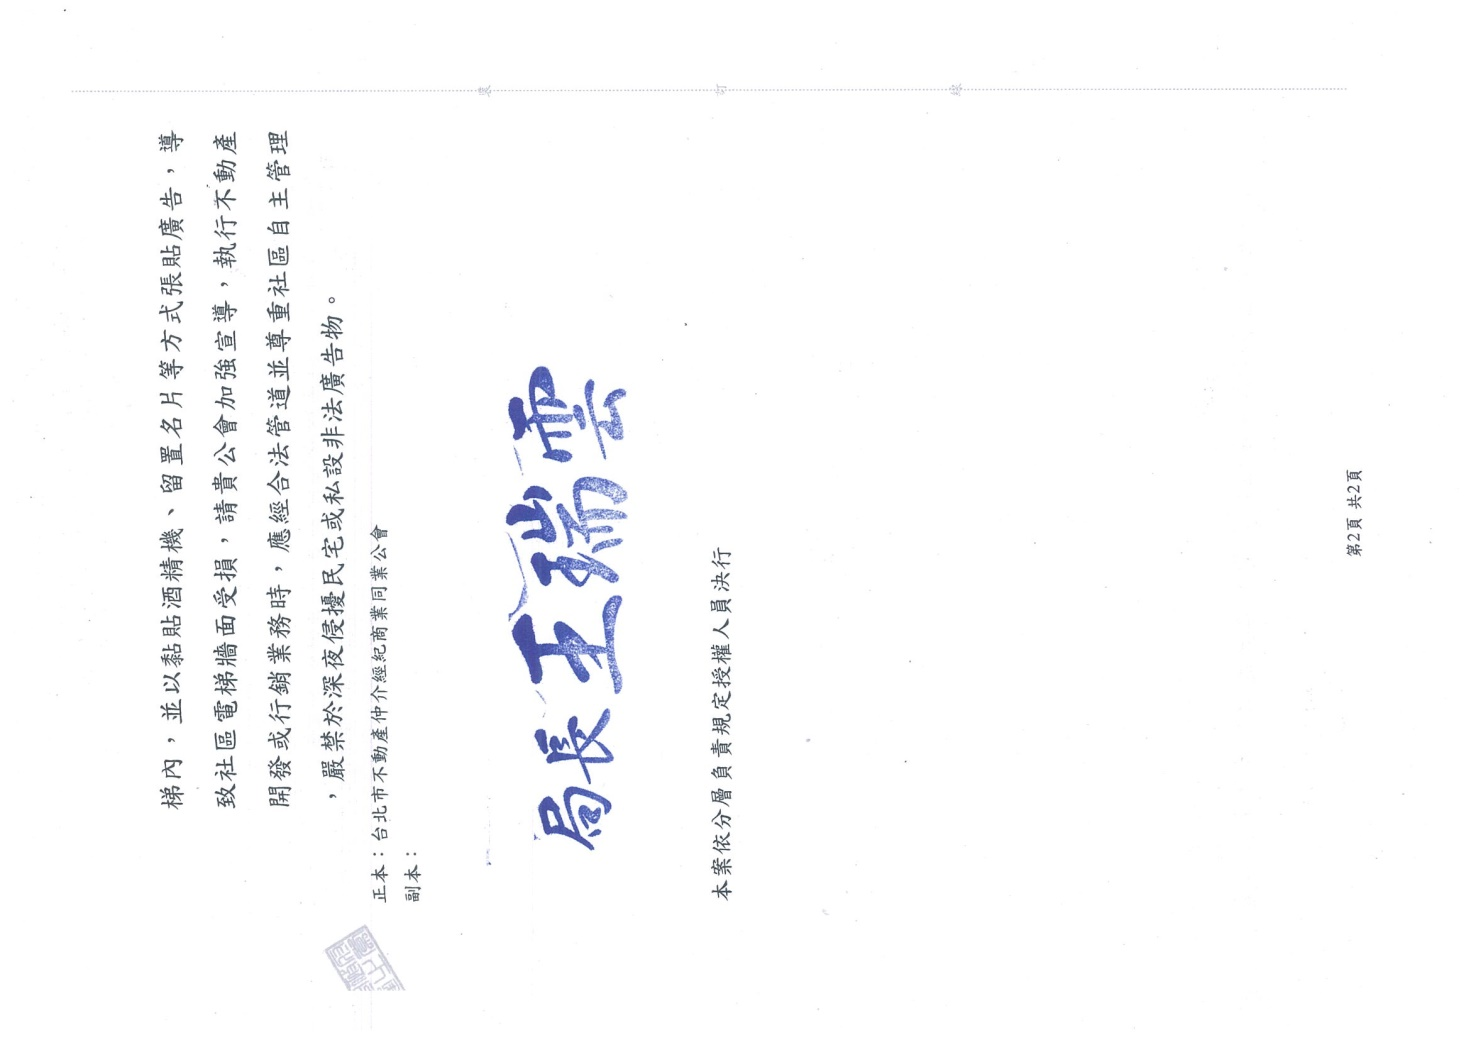 梯內，並以黏貼酒精機、留置名片等方式張貼廣告，導
致社區電梯牆面受損，請貴公會加強宣導，執行不動產
開發或行銷業務時，應經合法管道並尊重社區自主管理
，嚴禁於深夜侵擾民宅或私設非法廣告物。
正本：台北市不動產仲介經紀商業同業公會
副本：
局長王瑞雲
本案依分層負責規定授權人員決行
裝
訂
線
第2頁 共2頁